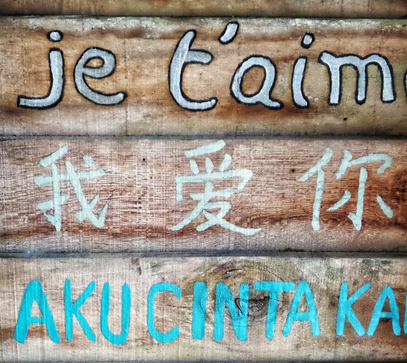 je t'aim
我爱你
AKU CINTA KA